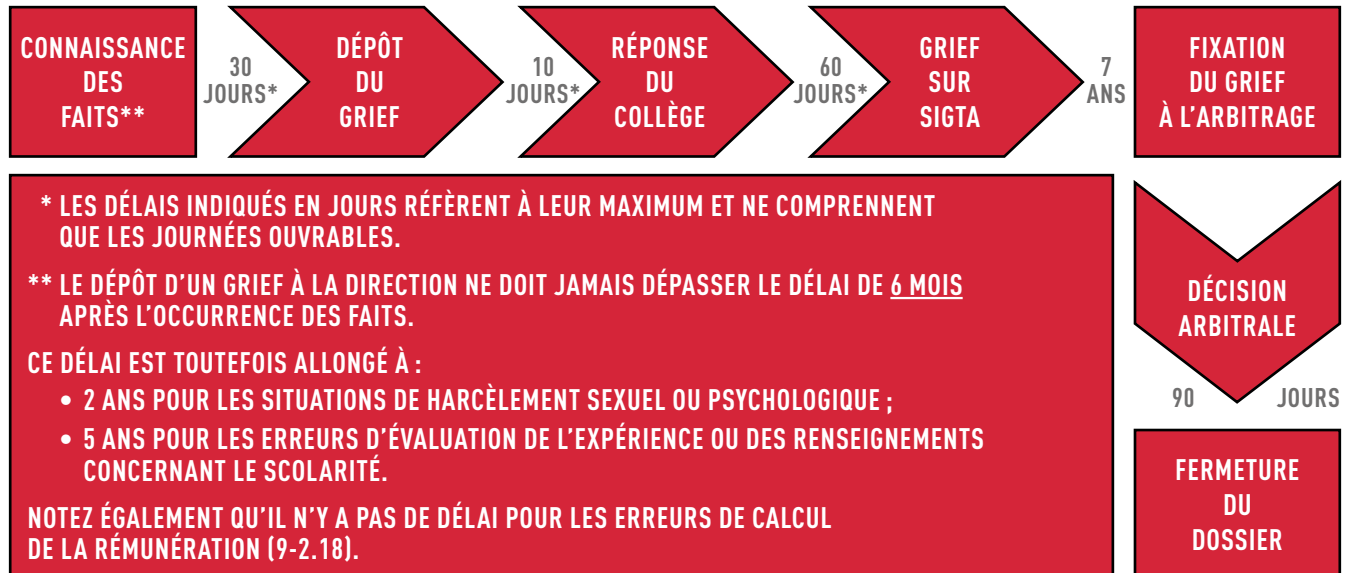 CONNAISSANCE
DES
FAITS**
30
JOURS*
DÉPÔT
DU
GRIEF
10
JOURS*
RÉPONSE
DU
COLLÈGE
60
JOURS*
GRIEF
SUR
SIGTA
7
ANS
FIXATION
DU GRIEF
À L'ARBITRAGE
* LES DÉLAIS INDIQUÉS EN JOURS RÉFÈRENT À LEUR MAXIMUM ET NE COMPRENNENT
QUE LES JOURNÉES OUVRABLES.
** LE DÉPÔT D'UN GRIEF À LA DIRECTION NE DOIT JAMAIS DÉPASSER LE DÉLAI DE 6 MOIS
APRÈS L'OCCURRENCE DES FAITS.
CE DÉLAI EST TOUTEFOIS ALLONGÉ À :
• 2 ANS POUR LES SITUATIONS DE HARCÈLEMENT SEXUEL OU PSYCHOLOGIQUE ;
• 5 ANS POUR LES ERREURS D'ÉVALUATION DE L'EXPÉRIENCE OU DES RENSEIGNEMENTS
CONCERNANT LE SCOLARITÉ.
NOTEZ ÉGALEMENT QU'IL N'Y A PAS DE DÉLAI POUR LES ERREURS DE CALCUL
DE LA RÉMUNÉRATION (9-2.18).
DÉCISION
ARBITRALE
90 JOURS
FERMETURE
DU
DOSSIER